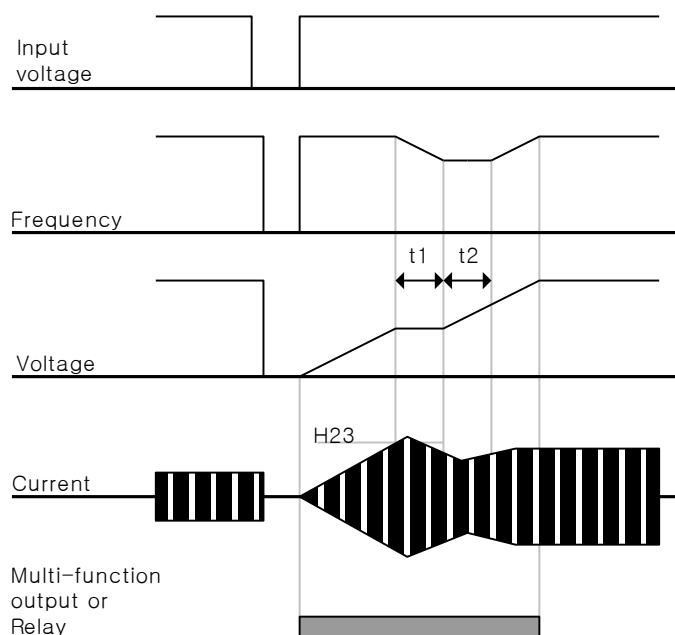 Input
voltage
Frequency
t1
t2
Voltage
H23
Current
Multi-function
output or
Relay